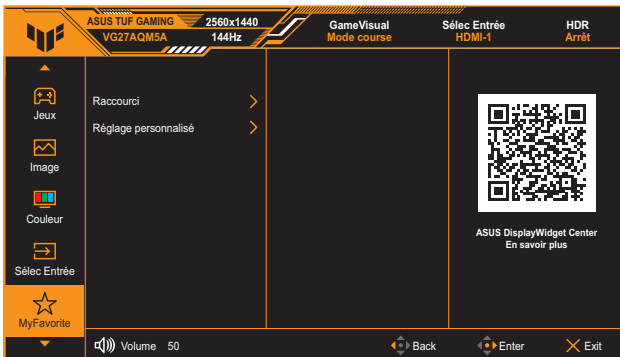 ASUS TUF GAMING 2560x1440
VG27AQM5A 144Hz
GameVisual
Mode course
Sélec Entrée
HDMI-1
HDR
Arrêt
Jeux
Image
Couleur
Sélec Entrée
MyFavorite
Raccourci
Réglage personnalisé
ASUS DisplayWidget Center
En savoir plus
Volume 50
Back
Enter
Exit